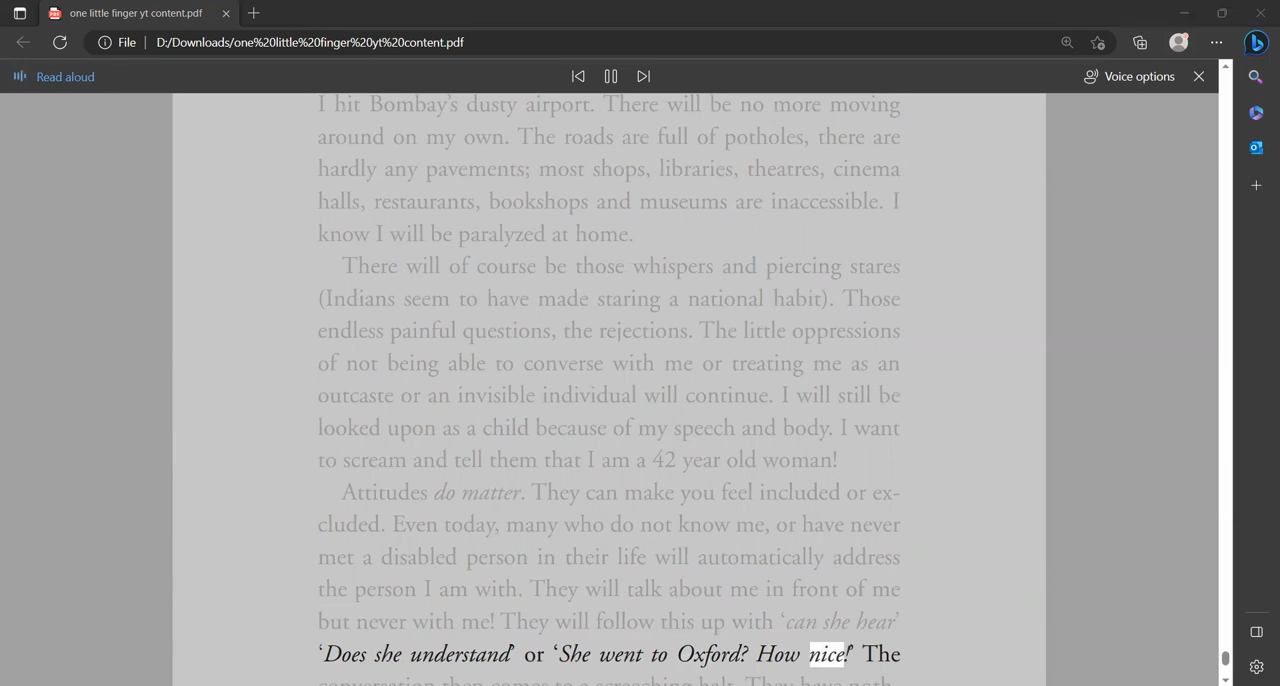 one little finger yt content.pdf
File
D:/Downloads/one%20little%20finger%20yt%20content.pdf
Read aloud
Voice options
I hit Bombay's dusty airport. There will be no more moving
around on my own. The roads are full of potholes, there are
hardly any pavements; most shops, libraries, theatres, cinema
halls, restaurants, bookshops and museums are inaccessible. I
know I will be paralyzed at home.
There will of course be those whispers and piercing stares
(Indians seem to have made staring a national habit). Those
endless painful questions, the rejections. The little oppressions
of not being able to converse with me or treating me as an
outcaste or an invisible individual will continue. I will still be
looked upon as a child because of my speech and body. I want
to scream and tell them that I am a 42 year old woman!
Attitudes do matter. They can make you feel included or ex-
cluded. Even today, many who do not know me, or have never
met a disabled person in their life will automatically address
the person I am with. They will talk about me in front of me
but never with me! They will follow this up with ‘can she hear’
‘Does she understand’ or ‘She went to Oxford? How nice!’ The
conversation then comes to a screeching halt. They have noth-